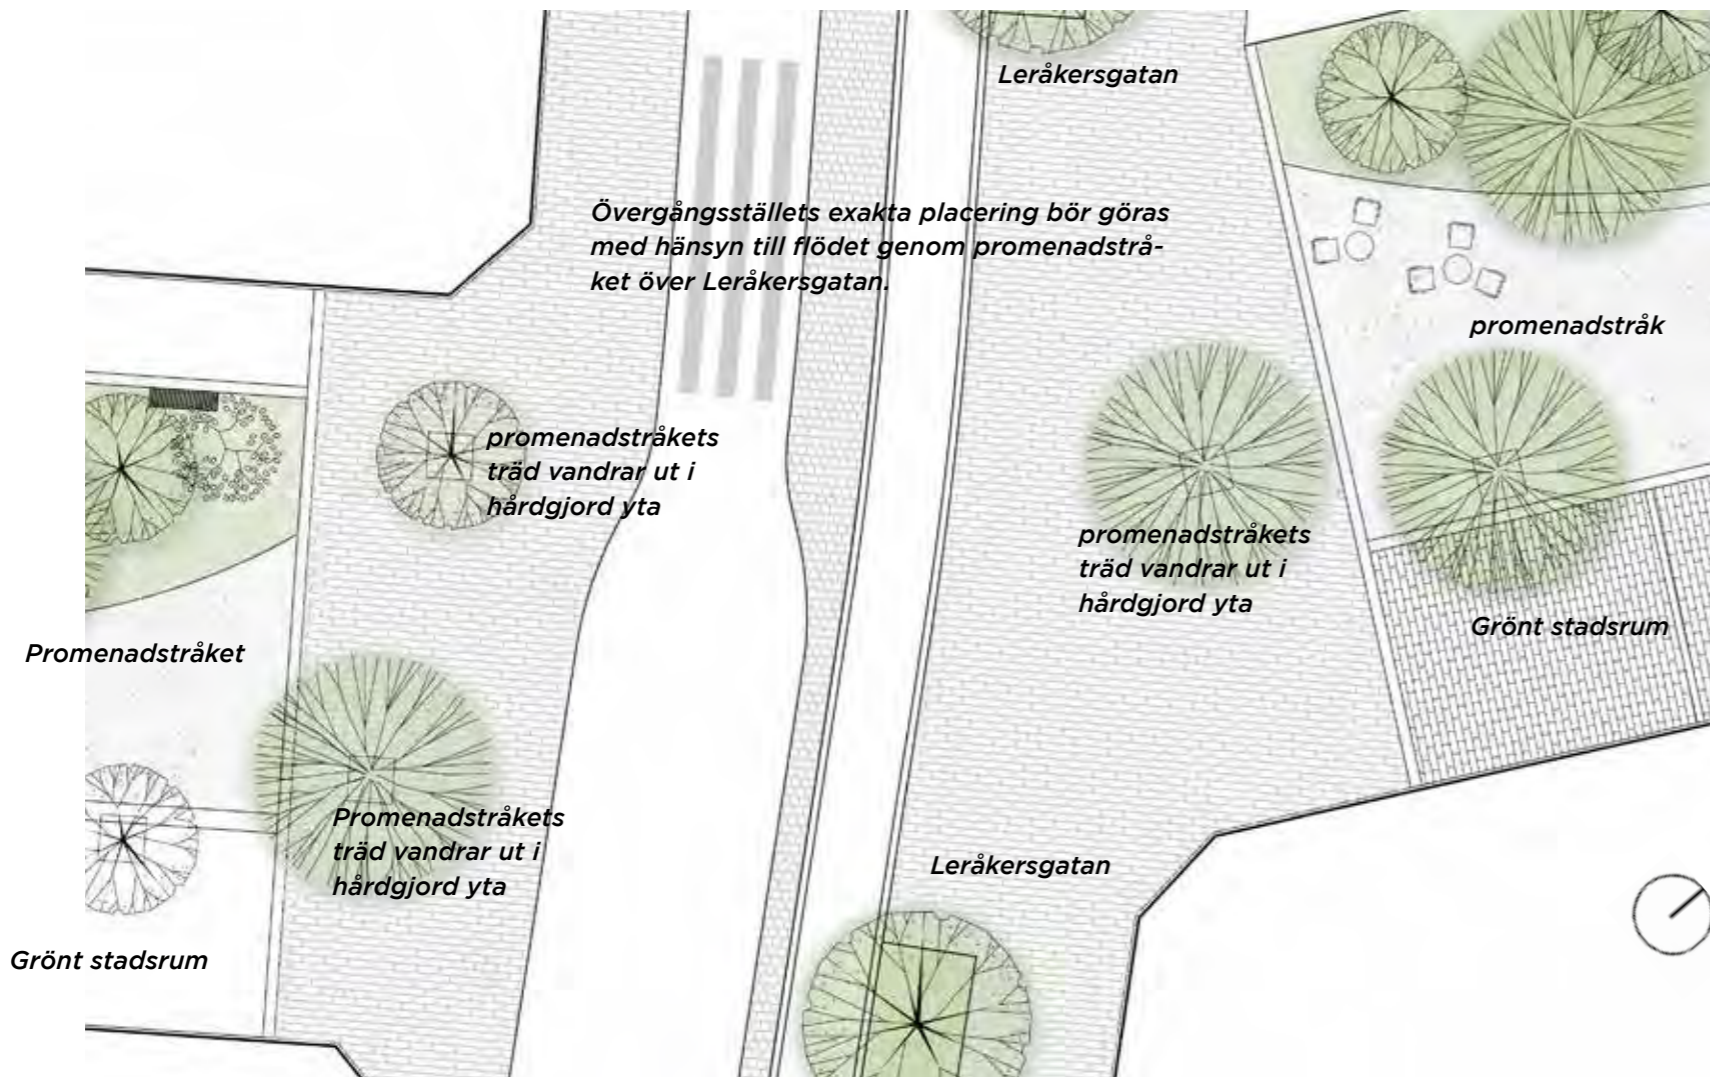 Leråkersgatan
Övergångsställets exakta placering bör göras
med hänsyn till flödet genom promenadstrå-
ket över Leråkersgatan.
promenadstråk
promenadstråkets
träd vandrar ut i
hårdgjord yta
promenadstråkets
träd vandrar ut i
hårdgjord yta
Grönt stadsrum
Promenadstråket
Promenadstråkets
träd vandrar ut i
hårdgjord yta
Leråkersgatan
Grönt stadsrum